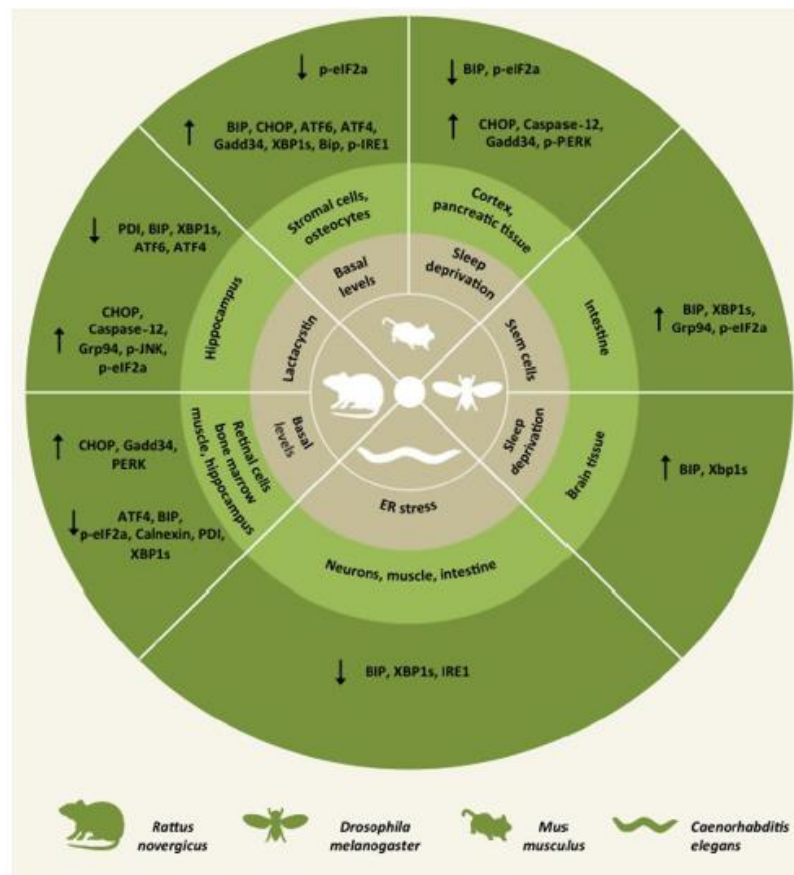 p-eIF2a
BIP, CHOP, ATF6, ATF4,
Gadd34, XBP1s, Bip, p-IRE1
BIP, p-eIF2a
CHOP, Caspase-12,
Gadd34, p-PERK
Stromal cells,
osteocytes
Cortex,
pancreatic tissue
Basal
levels
Sleep
deprivation
PDI, BIP, XBP1s,
ATF6, ATF4
CHOP,
Caspase-12,
Grp94, p-JNK,
p-eIF2a
Hippocampus
Lactacystin
Stem cells
Intestine
BIP, XBP1s,
Grp94, p-eIF2a
CHOP, Gadd34,
PERK
ATF4, BIP,
p-eIF2a, Calnexin, PDI,
XBP1s
Retinal cells
bone marrow
muscle, hippocampus
Basal
levels
Sleep
deprivation
Brain tissue
BIP, Xbp1s
ER stress
Neurons, muscle, intestine
BIP, XBP1s, IRE1
Rattus
novergicus
Drosophila
melanogaster
Mus
musculus
Caenorhabditis
elegans